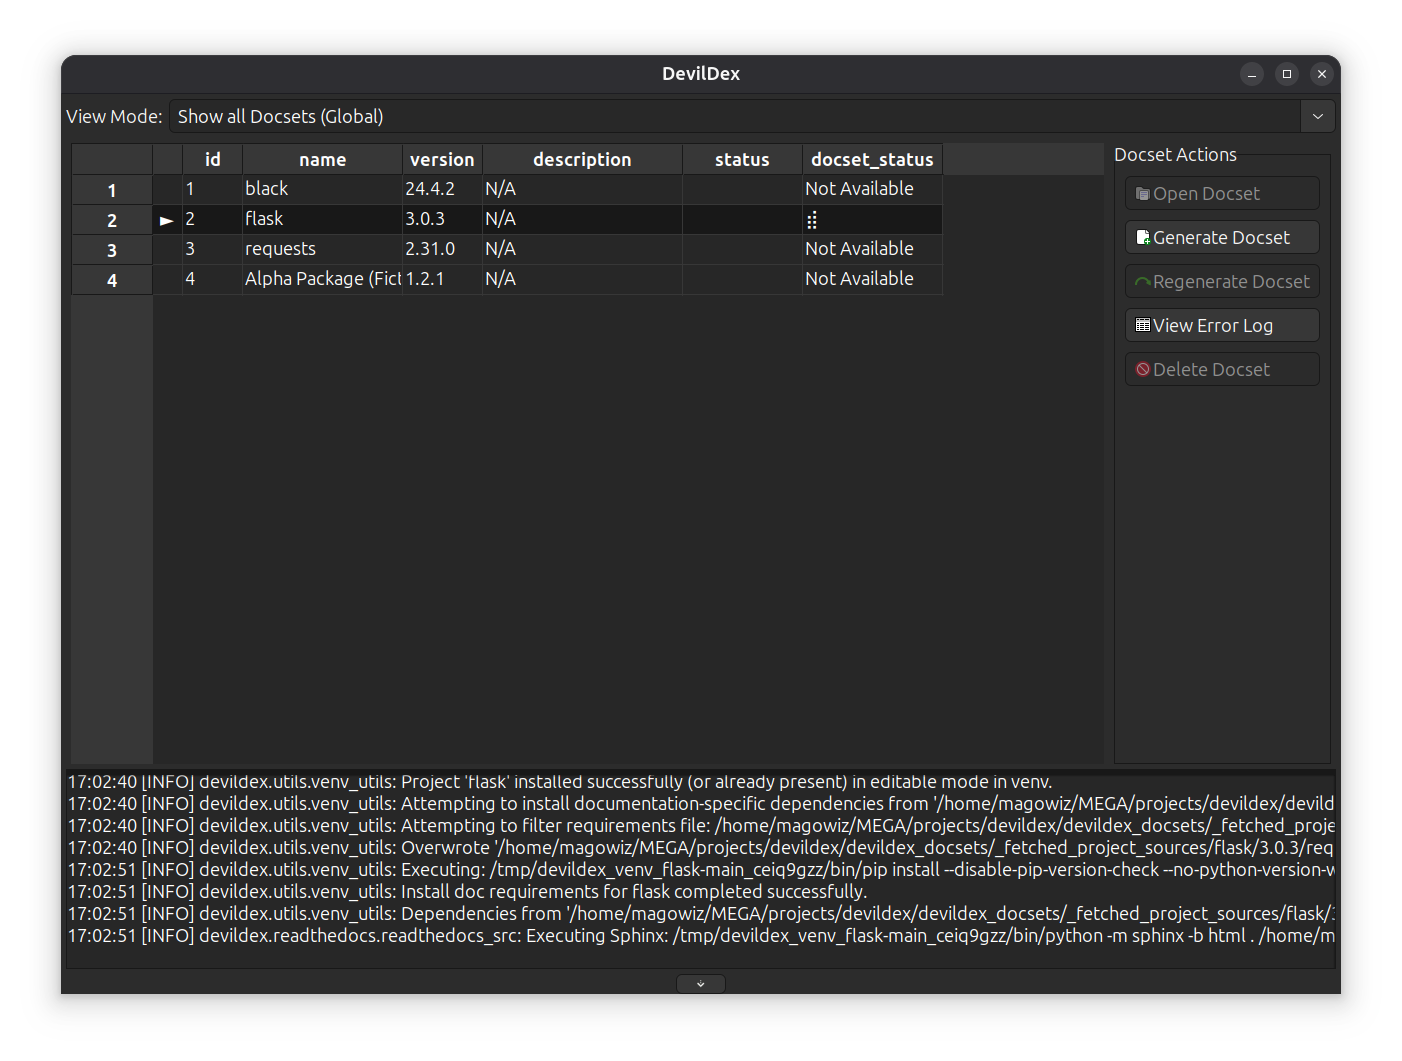 DevilDex
View Mode: Show all Docsets (Global)
id name version description status docset_status
1 1 black 24.4.2 N/A Not Available
2 ► 2 flask 3.0.3 N/A ⣾
3 3 requests 2.31.0 N/A Not Available
4 4 Alpha Package (Fict 1.2.1 N/A Not Available
Docset Actions
Open Docset
Generate Docset
Regenerate Docset
View Error Log
Delete Docset
17:02:40 [INFO] devildex.utils.venv_utils: Project 'flask' installed successfully (or already present) in editable mode in venv.
17:02:40 [INFO] devildex.utils.venv_utils: Attempting to install documentation-specific dependencies from '/home/magowiz/MEGA/projects/devildex/devild
17:02:40 [INFO] devildex.utils.venv_utils: Attempting to filter requirements file: /home/magowiz/MEGA/projects/devildex/devildex_docsets/_fetched_proje
17:02:40 [INFO] devildex.utils.venv_utils: Overwrote '/home/magowiz/MEGA/projects/devildex/devildex_docsets/_fetched_project_sources/flask/3.0.3/req
17:02:51 [INFO] devildex.utils.venv_utils: Executing: /tmp/devildex_venv_flask-main_ceiq9gzz/bin/pip install --disable-pip-version-check --no-python-version-w
17:02:51 [INFO] devildex.utils.venv_utils: Install doc requirements for flask completed successfully.
17:02:51 [INFO] devildex.utils.venv_utils: Dependencies from '/home/magowiz/MEGA/projects/devildex/devildex_docsets/_fetched_project_sources/flask/3
17:02:51 [INFO] devildex.readthedocs.readthedocs_src: Executing Sphinx: /tmp/devildex_venv_flask-main_ceiq9gzz/bin/python -m sphinx -b html . /home/m